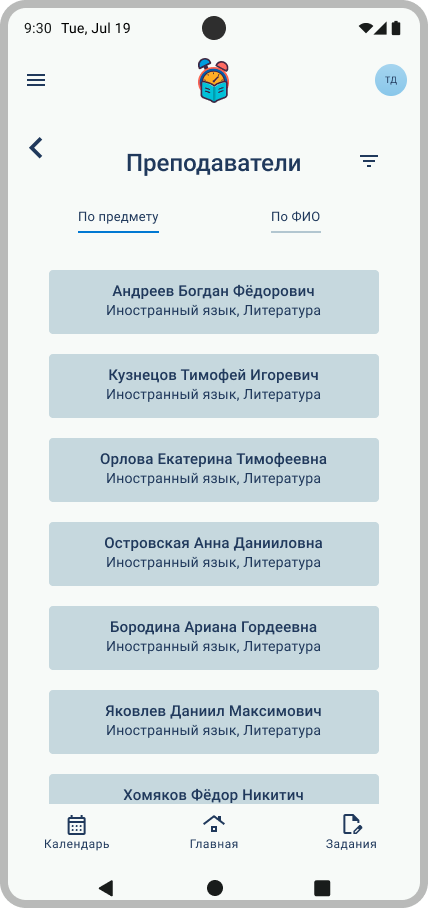 9:30 Tue, Jul 19
ТД
Преподаватели
По предмету По ФИО
Андреев Богдан Фёдорович
Иностранный язык, Литература
Кузнецов Тимофей Игоревич
Иностранный язык, Литература
Орлова Екатерина Тимофеевна
Иностранный язык, Литература
Островская Анна Данииловна
Иностранный язык, Литература
Бородина Ариана Гордеевна
Иностранный язык, Литература
Яковлев Даниил Максимович
Иностранный язык, Литература
Хомяков Фёдор Никитич
Календарь Главная Задания